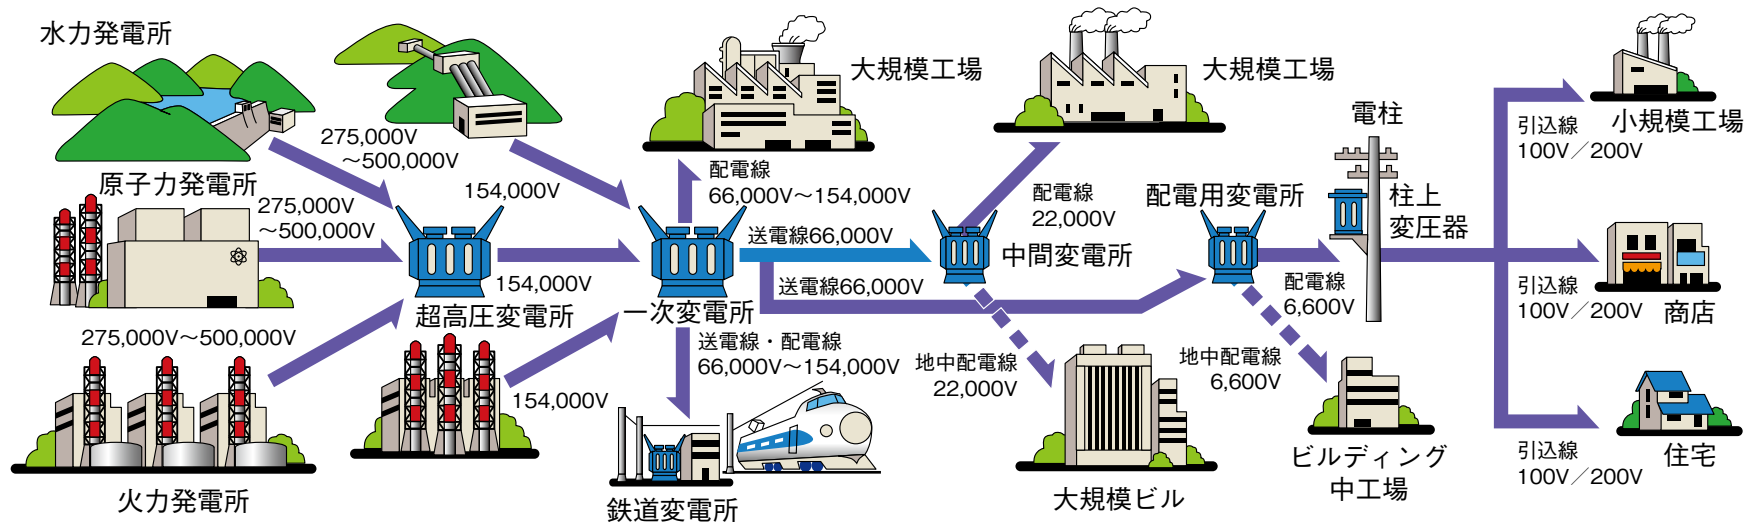 水力発電所
275,000V
～500,000V
原子力発電所
275,000V
～500,000V
275,000V～500,000V
火力発電所
154,000V
154,000V
超高圧変電所
154,000V
大規模工場
配電線
66,000V～154,000V
一次変電所
送電線・配電線
66,000V～154,000V
鉄道変電所
送電線66,000V
送電線66,000V
大規模工場
配電線
22,000V
中間変電所
地中配電線
22,000V
大規模ビル
配電用変電所
配電線
6,600V
地中配電線
6,600V
ビルディング
中工場
電柱
柱上
変圧器
引込線
100V／200V
小規模工場
引込線
100V／200V
商店
引込線
100V／200V
住宅